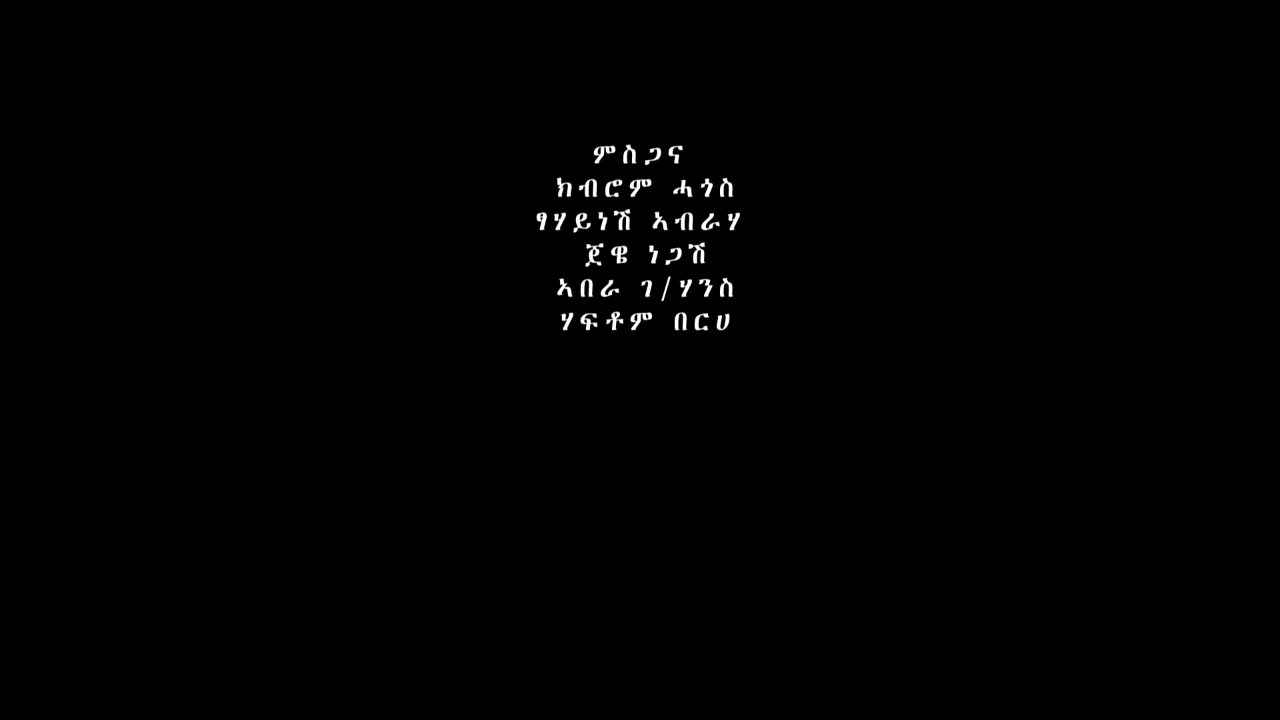 ምስጋና
ክብሮም ሓጎስ
ፃሃይነሽ ኣብራሃ
ጀዌ ነጋሽ
ኣበራ ገ/ሃንስ
ሃፍቶም በርሀ